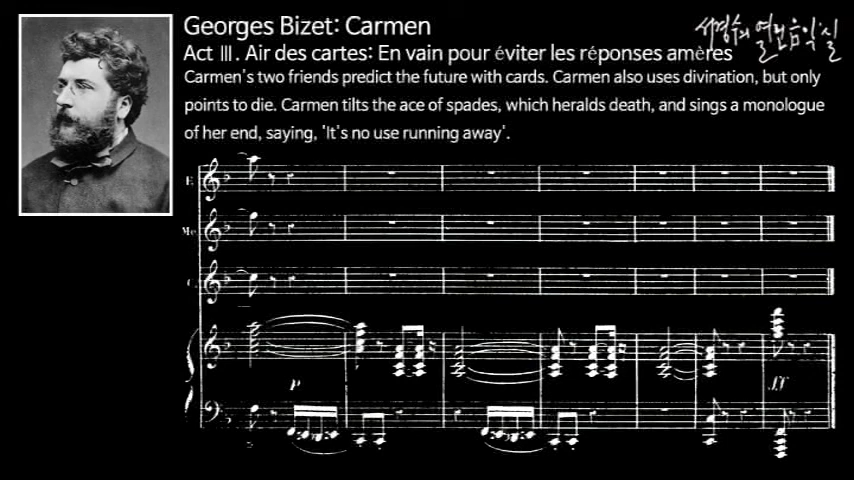 Georges Bizet: Carmen
서경수의 열린음악실
Act Ⅲ. Air des cartes: En vain pour éviter les réponses amères
Carmen's two friends predict the future with cards. Carmen also uses divination, but only
points to die. Carmen tilts the ace of spades, which heralds death, and sings a monologue
of her end, saying, 'It's no use running away'.
F.
Me
C.
p
ff